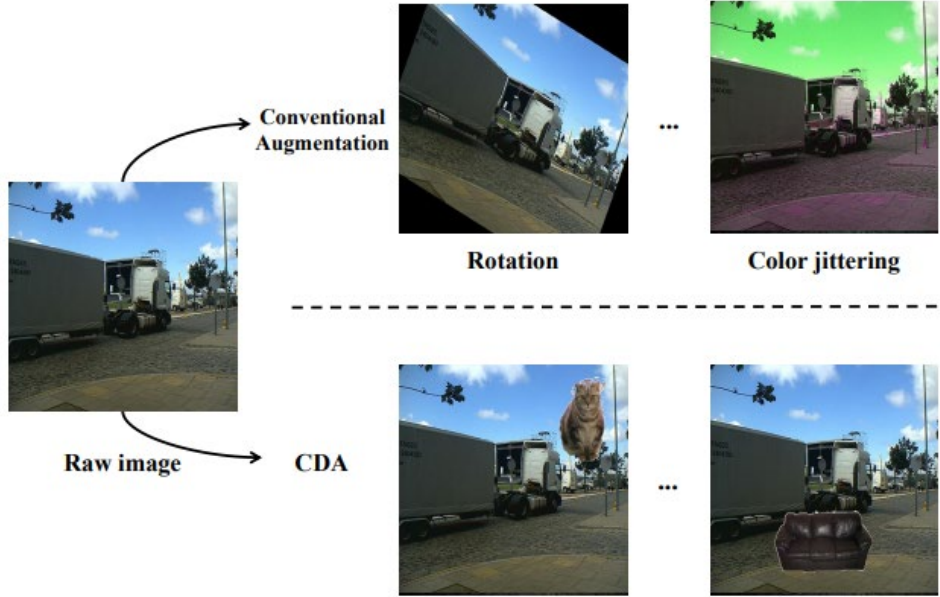 Conventional
Augmentation
...
Rotation
Color jittering
Raw image
CDA
...